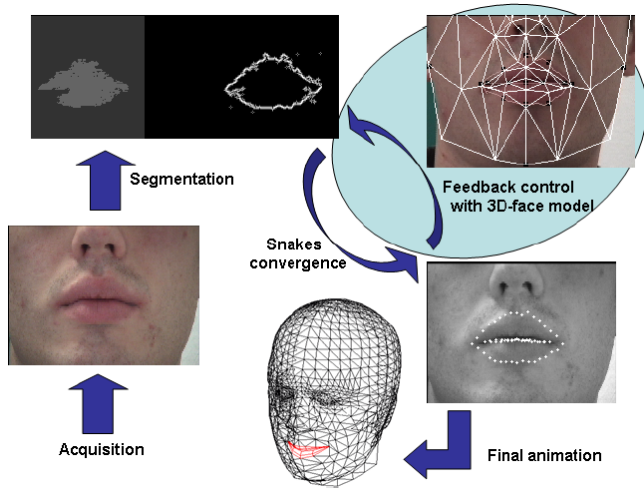 Segmentation
Feedback control
with 3D-face model
Snakes
convergence
Acquisition
Final animation